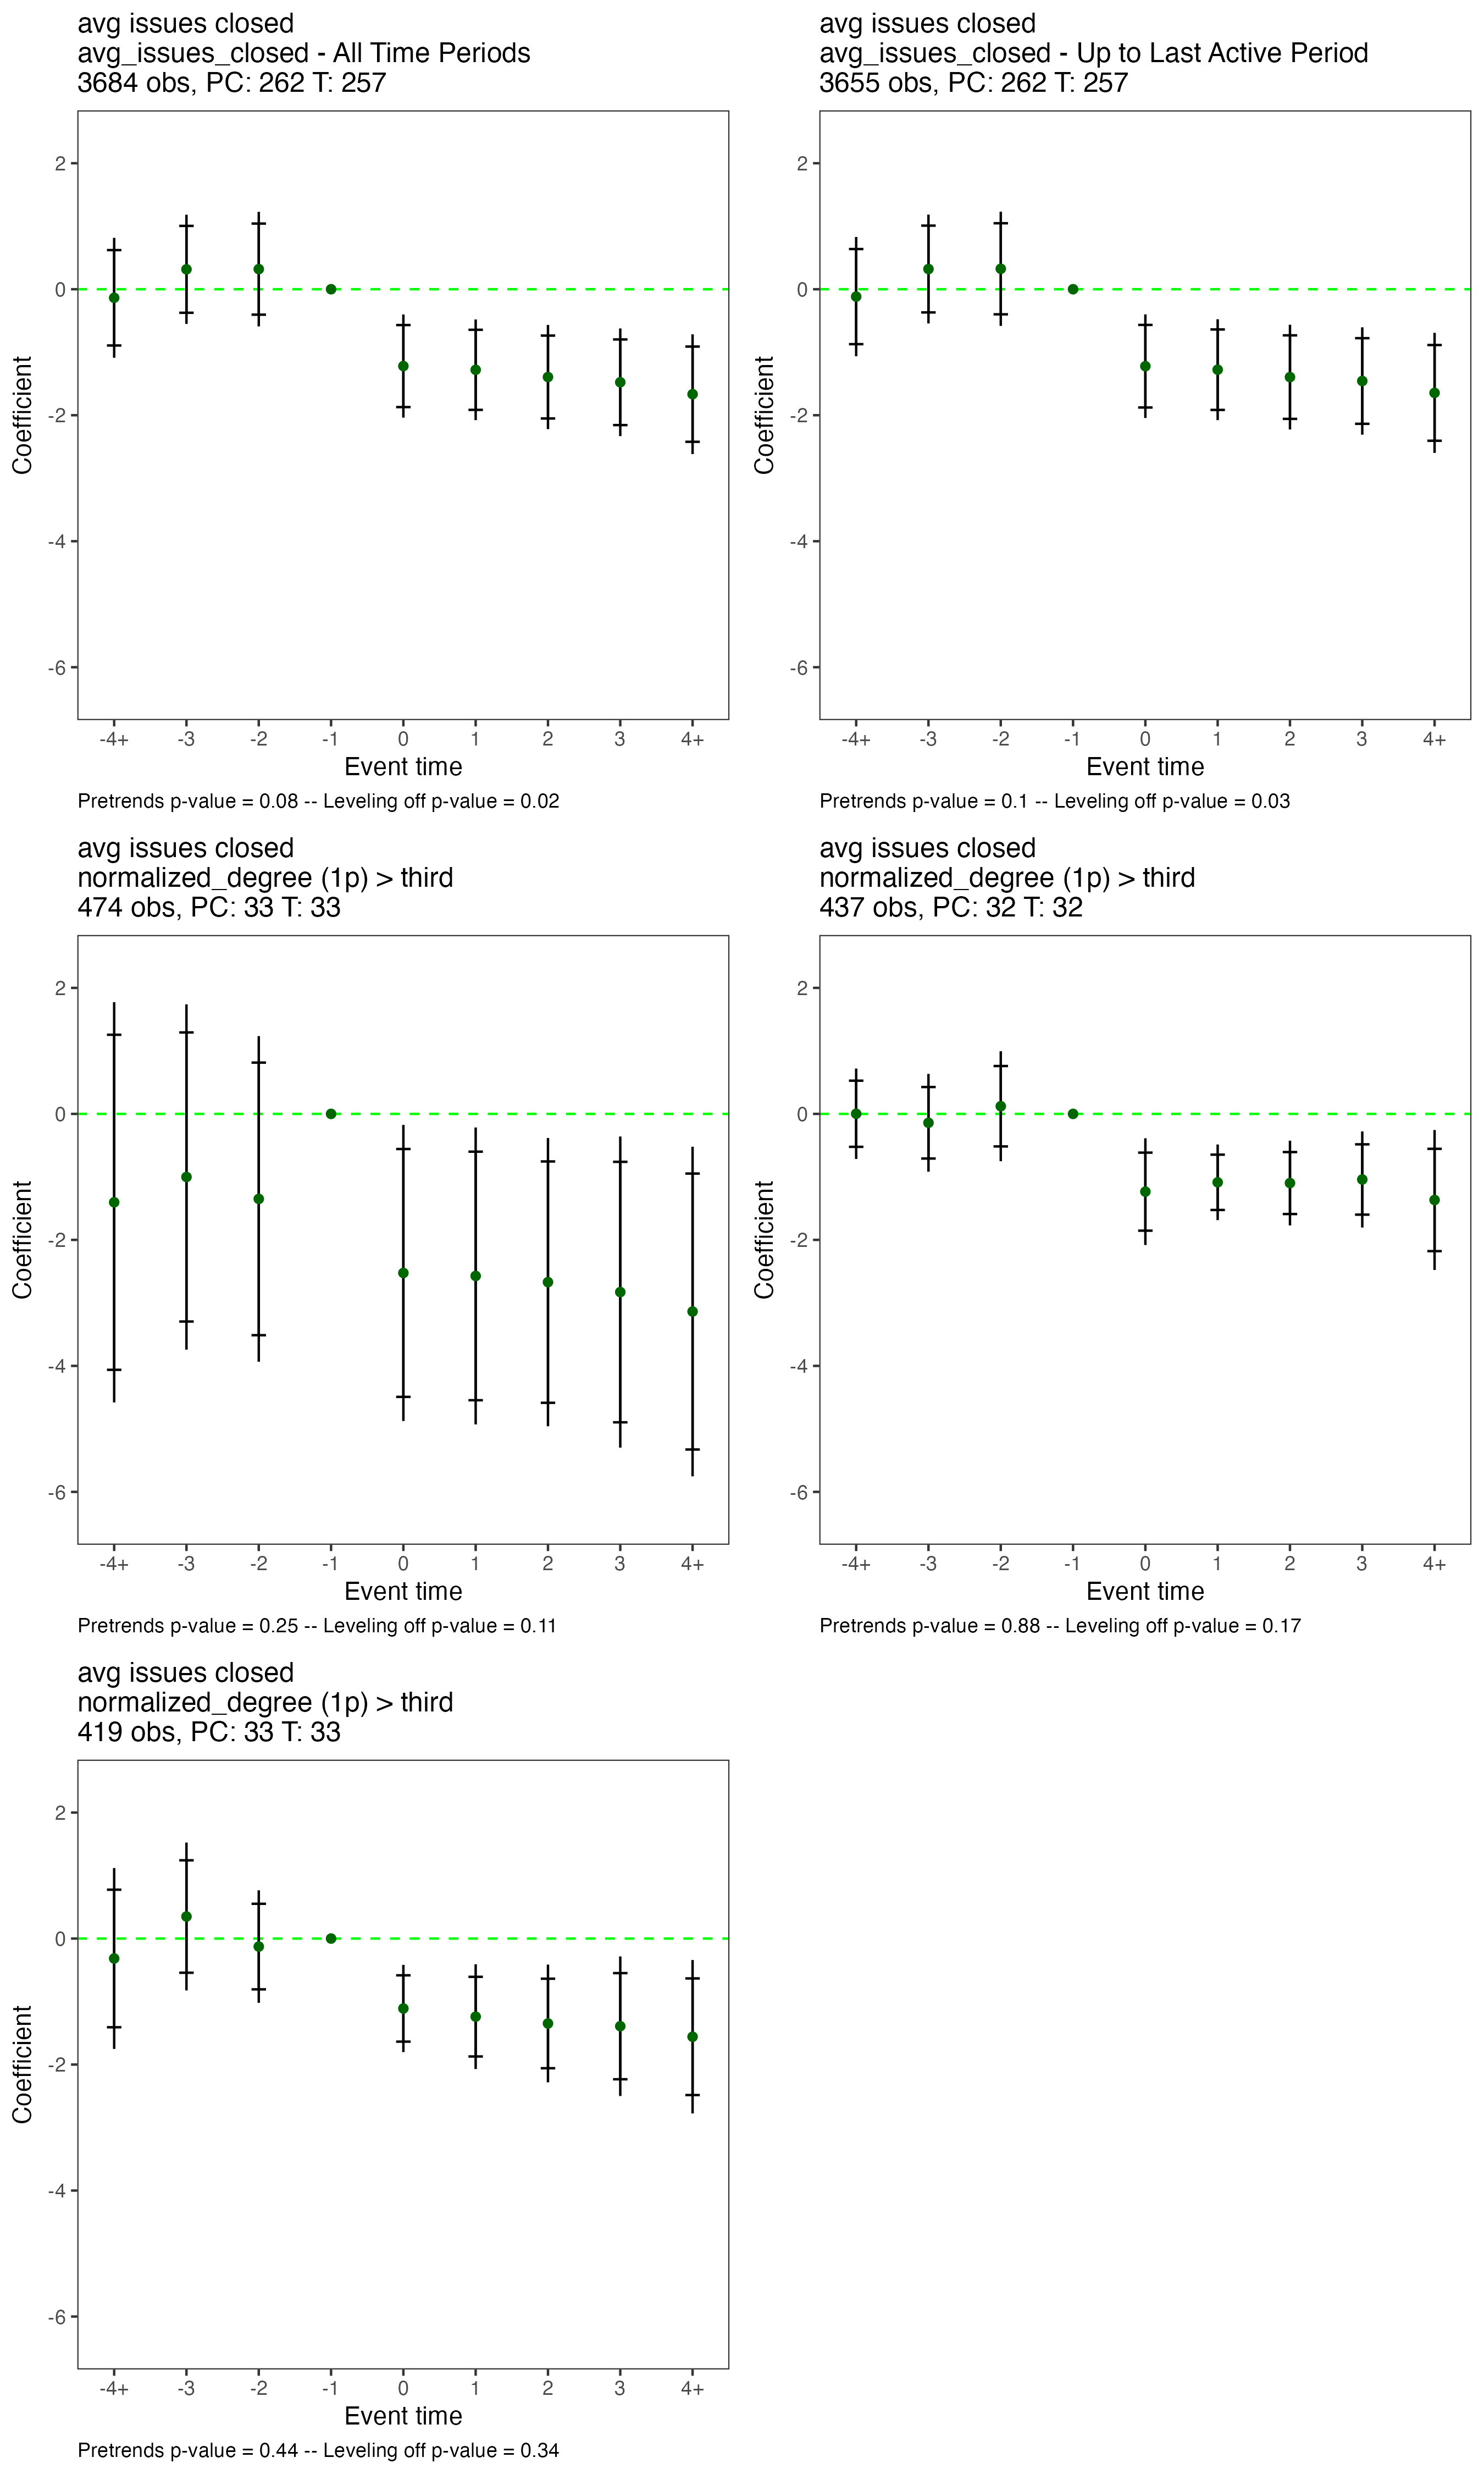 avg issues closed
avg_issues_closed - All Time Periods
3684 obs, PC: 262 T: 257
2
0
-2
-4
-6
Coefficient
-4+ -3 -2 -1 0 1 2 3 4+
Event time
Pretrends p-value = 0.08 -- Leveling off p-value = 0.02
avg issues closed
avg_issues_closed - Up to Last Active Period
3655 obs, PC: 262 T: 257
2
0
-2
-4
-6
Coefficient
-4+ -3 -2 -1 0 1 2 3 4+
Event time
Pretrends p-value = 0.1 -- Leveling off p-value = 0.03
avg issues closed
normalized_degree (1p) > third
474 obs, PC: 33 T: 33
2
0
-2
-4
-6
Coefficient
-4+ -3 -2 -1 0 1 2 3 4+
Event time
Pretrends p-value = 0.25 -- Leveling off p-value = 0.11
avg issues closed
normalized_degree (1p) > third
437 obs, PC: 32 T: 32
2
0
-2
-4
-6
Coefficient
-4+ -3 -2 -1 0 1 2 3 4+
Event time
Pretrends p-value = 0.88 -- Leveling off p-value = 0.17
avg issues closed
normalized_degree (1p) > third
419 obs, PC: 33 T: 33
2
0
-2
-4
-6
Coefficient
-4+ -3 -2 -1 0 1 2 3 4+
Event time
Pretrends p-value = 0.44 -- Leveling off p-value = 0.34